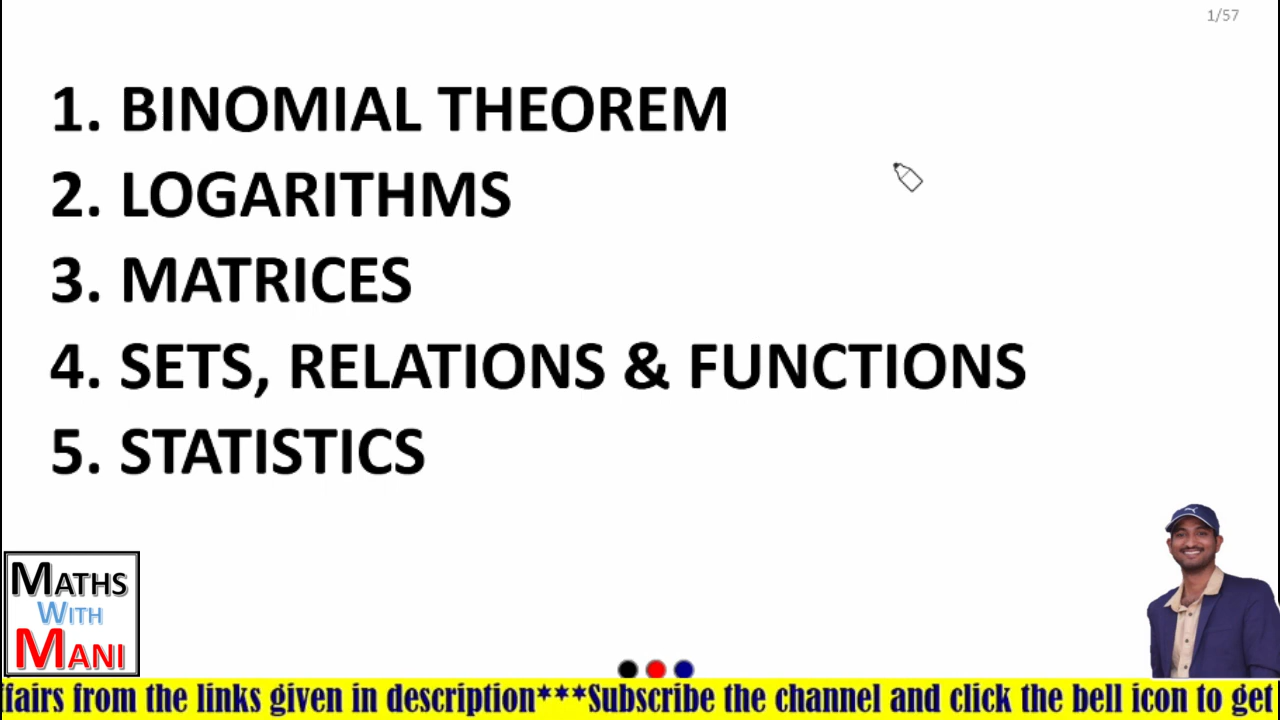 1/57
1. BINOMIAL THEOREM
2. LOGARITHMS
3. MATRICES
4. SETS, RELATIONS & FUNCTIONS
5. STATISTICS
MATHS
WITH
MANI
ffairs from the links given in description***Subscribe the channel and click the bell icon to get